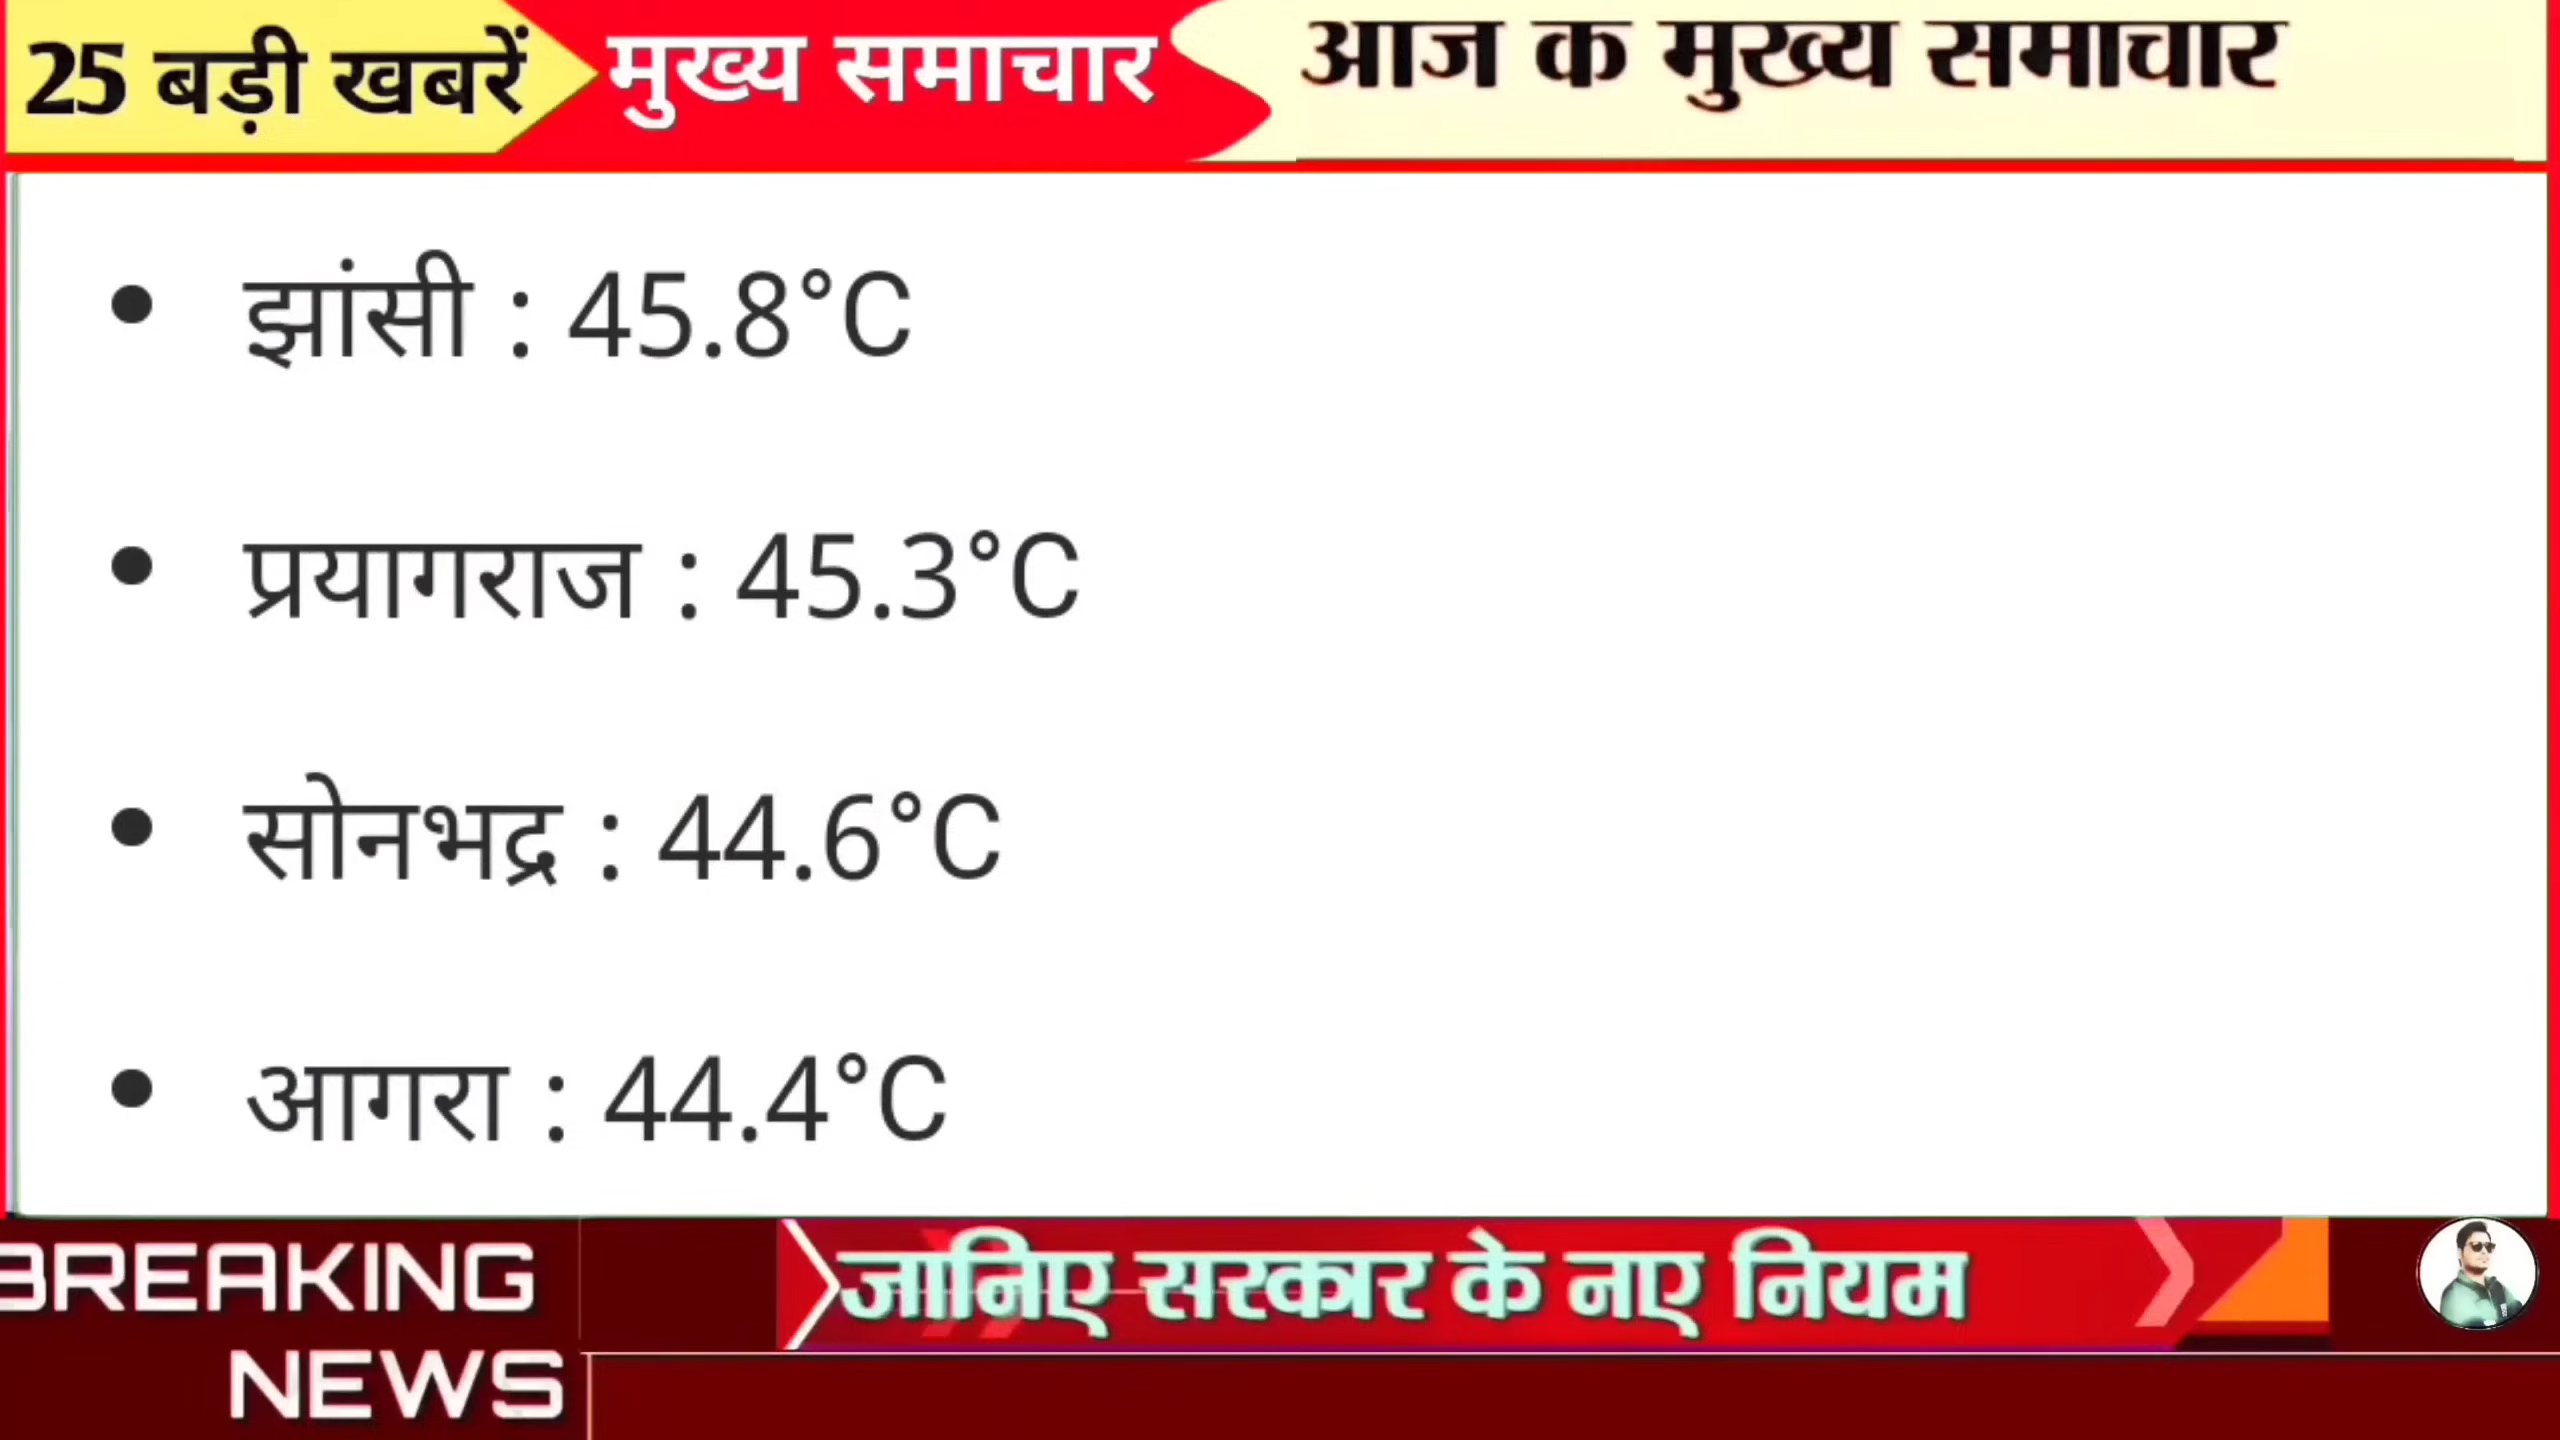 25 बड़ी खबरें मुख्य समाचार आज क मुख्य समाचार
• झांसी : 45.8°C
• प्रयागराज : 45.3°C
• सोनभद्र : 44.6°C
• आगरा : 44.4°C
BREAKING
NEWS
जानिए सरकार के नए नियम